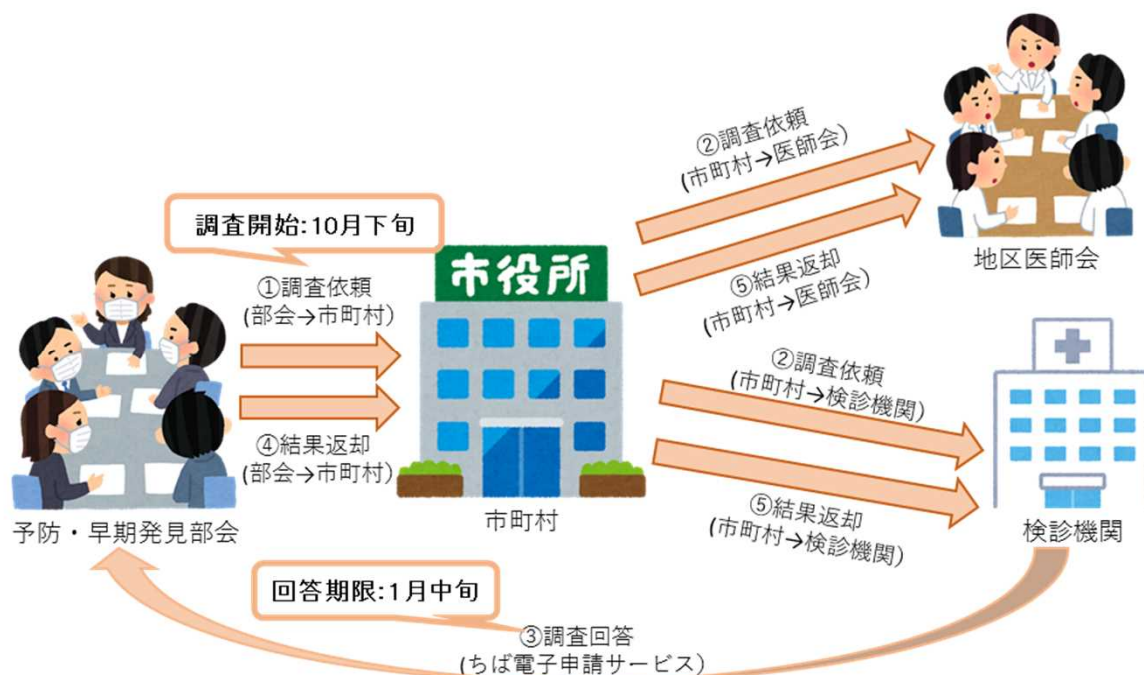 調査開始:10月下旬
①調査依頼
(部会→市町村)
④結果返却
(部会→市町村)
予防・早期発見部会
市役所
市町村
②調査依頼
(市町村→医師会)
⑤結果返却
(市町村→医師会)
地区医師会
②調査依頼
(市町村→検診機関)
⑤結果返却
(市町村→検診機関)
検診機関
回答期限:1月中旬
③調査回答
(ちば電子申請サービス)